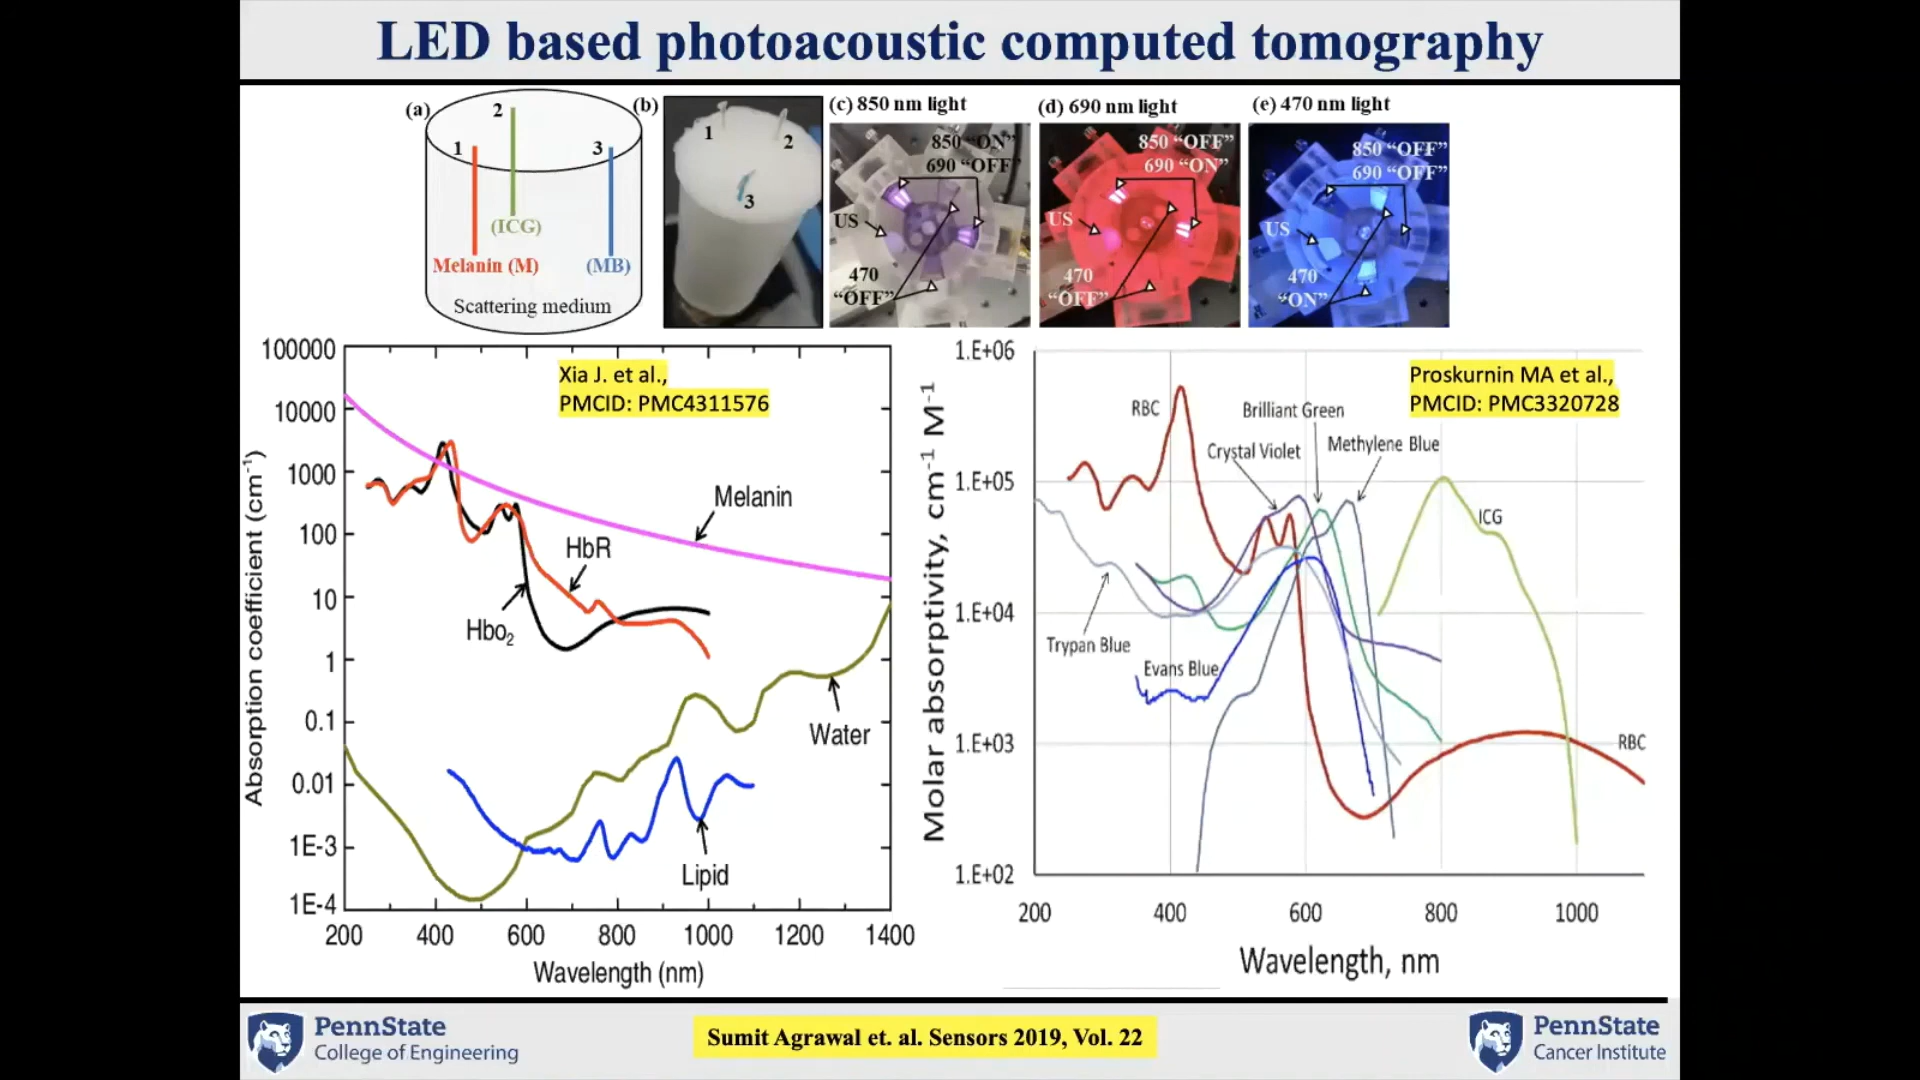 LED based photoacoustic computed tomography
(a)
1
2
3
(ICG)
Melanin (M)
(MB)
Scattering medium
(b)
1
2
3
(c) 850 nm light
850 “ON”
690 “OFF”
US
470
“OFF”
(d) 690 nm light
850 “OFF”
690 “ON”
US
470
“OFF”
(e) 470 nm light
850 “OFF”
690 “OFF”
US
470
“ON”
Absorption coefficient (cm-1)
100000
10000
1000
100
10
1
0.1
0.01
1E-3
1E-4
Xia J. et al.,
PMCID: PMC4311576
Melanin
HbR
Hbo2
Water
Lipid
200 400 600 800 1000 1200 1400
Wavelength (nm)
Molar absorptivity, cm-1 M-1
1.E+06
1.E+05
1.E+04
1.E+03
1.E+02
Proskurnin MA et al.,
PMCID: PMC3320728
RBC
Brilliant Green
Crystal Violet
Methylene Blue
ICG
Trypan Blue
Evans Blue
RBC
200 400 600 800 1000
Wavelength, nm
PennState
College of Engineering
Sumit Agrawal et. al. Sensors 2019, Vol. 22
PennState
Cancer Institute